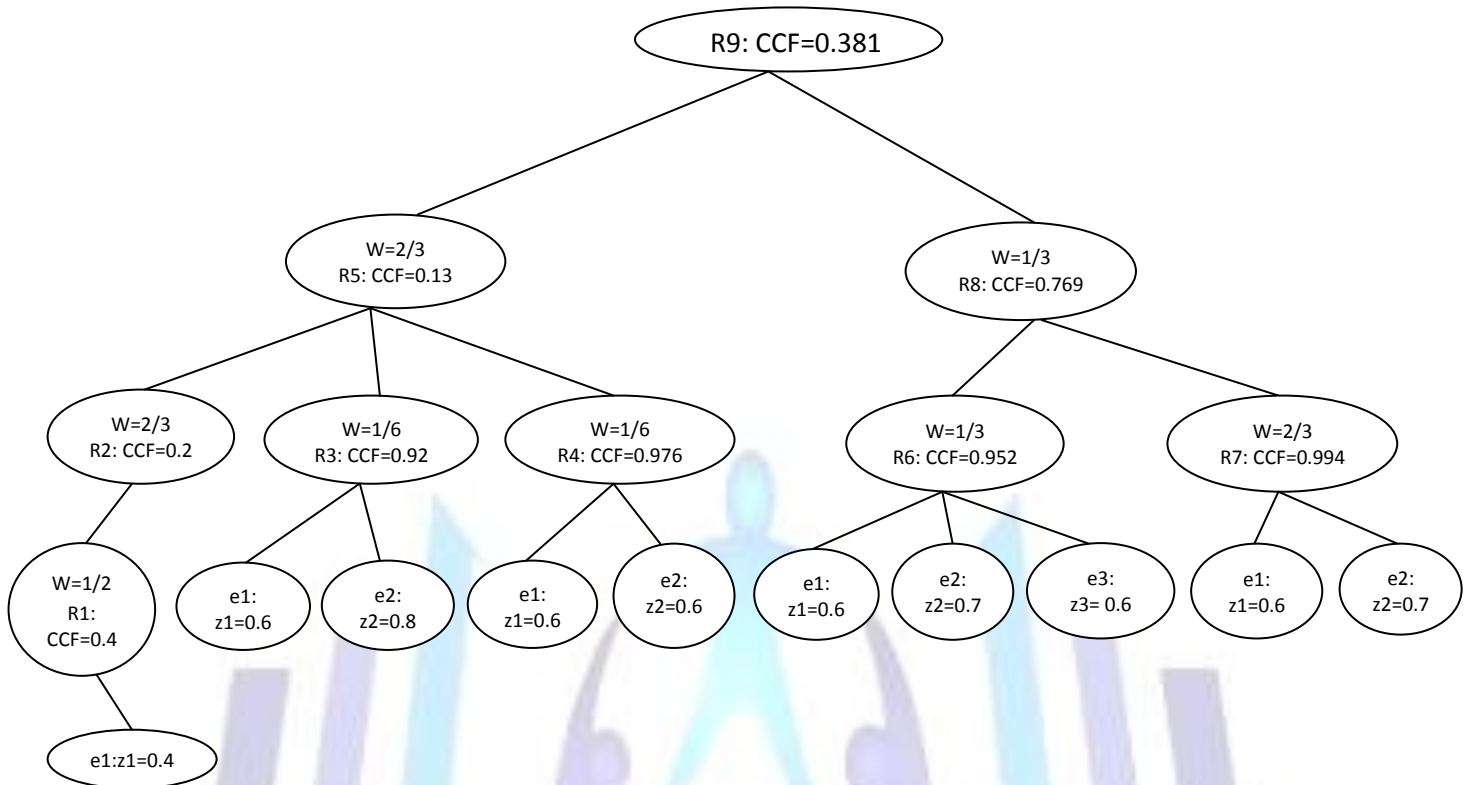 R9: CCF=0.381
W=2/3
R5: CCF=0.13
W=1/3
R8: CCF=0.769
W=2/3
R2: CCF=0.2
W=1/6
R3: CCF=0.92
W=1/6
R4: CCF=0.976
W=1/3
R6: CCF=0.952
W=2/3
R7: CCF=0.994
W=1/2
R1:
CCF=0.4
e1:
z1=0.6
e2:
z2=0.8
e1:
z1=0.6
e2:
z2=0.6
e1:
z1=0.6
e2:
z2=0.7
e3:
z3= 0.6
e1:
z1=0.6
e2:
z2=0.7
e1:z1=0.4